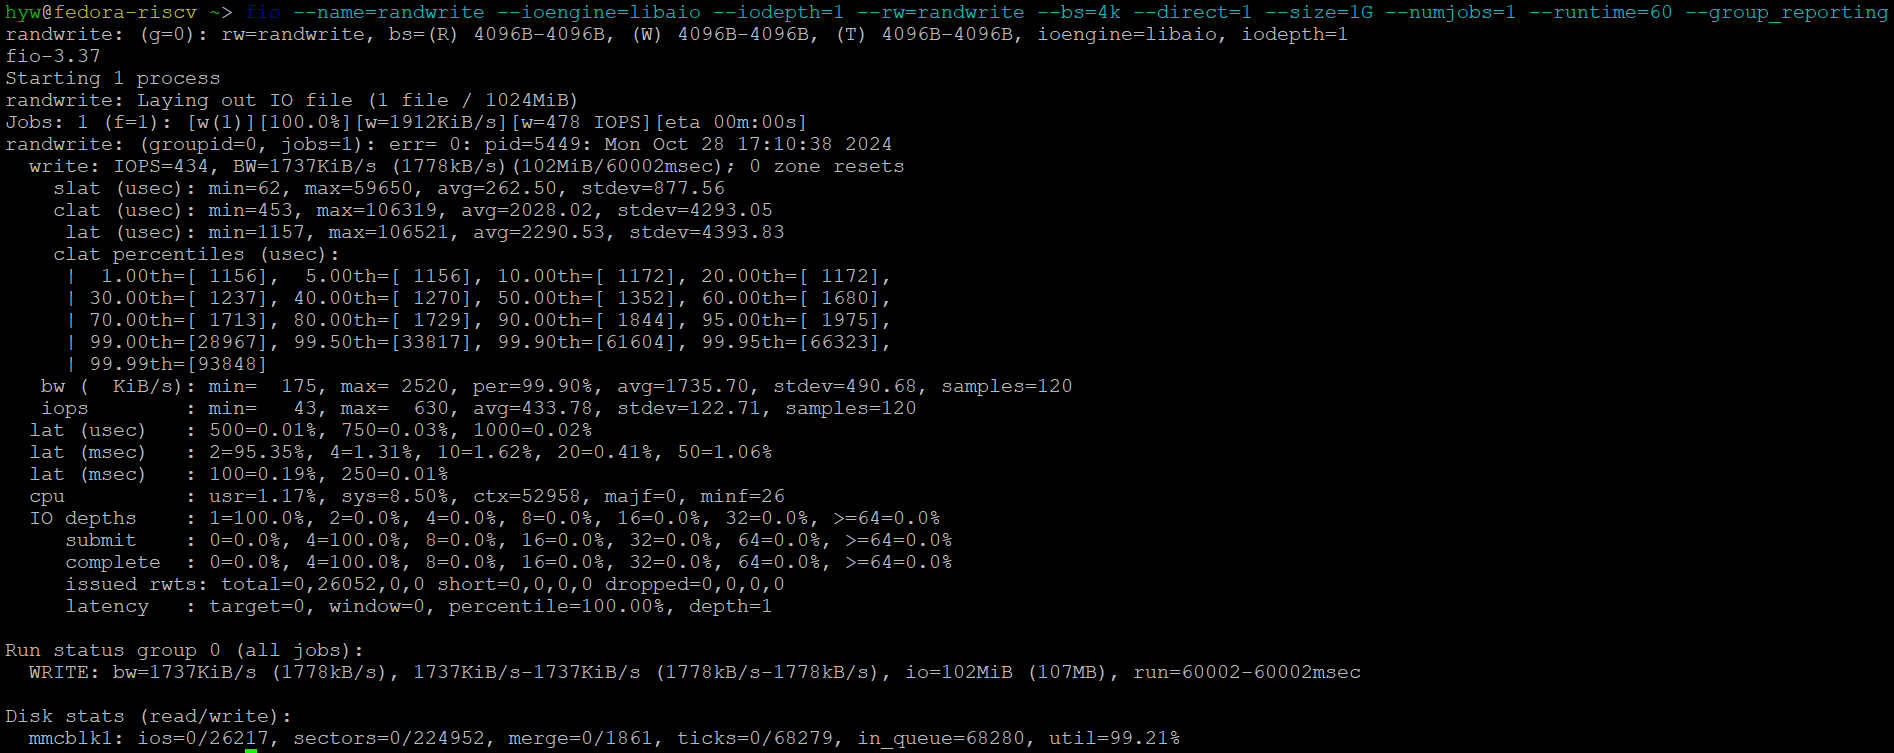 hyw@fedora-riscv ~> fio --name=randwrite --ioengine=libaio --iodepth=1 --rw=randwrite --bs=4k --direct=1 --size=1G --numjobs=1 --runtime=60 --group_reporting
randwrite: (g=0): rw=randwrite, bs=(R) 4096B-4096B, (W) 4096B-4096B, (T) 4096B-4096B, ioengine=libaio, iodepth=1
fio-3.37
Starting 1 process
randwrite: Laying out IO file (1 file / 1024MiB)
Jobs: 1 (f=1): [w(1)][100.0%][w=1912KiB/s][w=478 IOPS][eta 00m:00s]
randwrite: (groupid=0, jobs=1): err= 0: pid=5449: Mon Oct 28 17:10:38 2024
  write: IOPS=434, BW=1737KiB/s (1778kB/s)(102MiB/60002msec); 0 zone resets
    slat (usec): min=62, max=59650, avg=262.50, stdev=877.56
    clat (usec): min=453, max=106319, avg=2028.02, stdev=4293.05
     lat (usec): min=1157, max=106521, avg=2290.53, stdev=4393.83
    clat percentiles (usec):
     |  1.00th=[ 1156],  5.00th=[ 1156], 10.00th=[ 1172], 20.00th=[ 1172],
     | 30.00th=[ 1237], 40.00th=[ 1270], 50.00th=[ 1352], 60.00th=[ 1680],
     | 70.00th=[ 1713], 80.00th=[ 1729], 90.00th=[ 1844], 95.00th=[ 1975],
     | 99.00th=[28967], 99.50th=[33817], 99.90th=[61604], 99.95th=[66323],
     | 99.99th=[93848]
   bw (  KiB/s): min=  175, max= 2520, per=99.90%, avg=1735.70, stdev=490.68, samples=120
   iops        : min=   43, max=  630, avg=433.78, stdev=122.71, samples=120
  lat (usec)   : 500=0.01%, 750=0.03%, 1000=0.02%
  lat (msec)   : 2=95.35%, 4=1.31%, 10=1.62%, 20=0.41%, 50=1.06%
  lat (msec)   : 100=0.19%, 250=0.01%
  cpu          : usr=1.17%, sys=8.50%, ctx=52958, majf=0, minf=26
  IO depths    : 1=100.0%, 2=0.0%, 4=0.0%, 8=0.0%, 16=0.0%, 32=0.0%, >=64=0.0%
     submit    : 0=0.0%, 4=100.0%, 8=0.0%, 16=0.0%, 32=0.0%, 64=0.0%, >=64=0.0%
     complete  : 0=0.0%, 4=100.0%, 8=0.0%, 16=0.0%, 32=0.0%, 64=0.0%, >=64=0.0%
     issued rwts: total=0,26052,0,0 short=0,0,0,0 dropped=0,0,0,0
     latency   : target=0, window=0, percentile=100.00%, depth=1

Run status group 0 (all jobs):
  WRITE: bw=1737KiB/s (1778kB/s), 1737KiB/s-1737KiB/s (1778kB/s-1778kB/s), io=102MiB (107MB), run=60002-60002msec

Disk stats (read/write):
  mmcblk1: ios=0/26217, sectors=0/224952, merge=0/1861, ticks=0/68279, in_queue=68280, util=99.21%